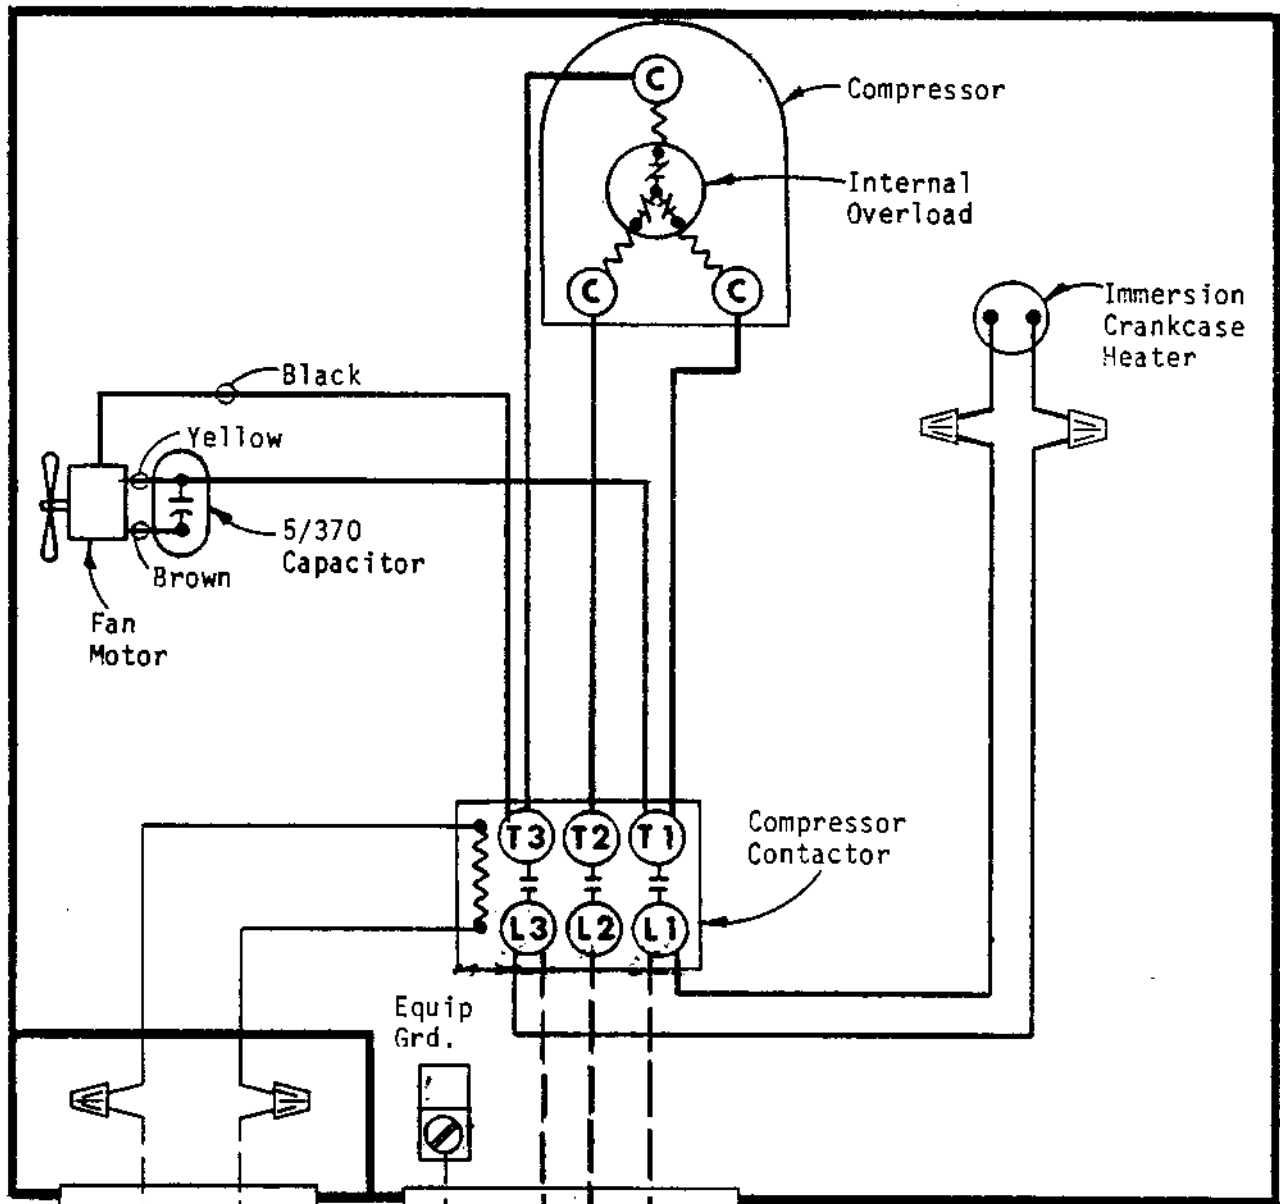 C
Compressor
Internal
Overload
C
C
Immersion
Crankcase
Heater
Black
Yellow
5/370
Capacitor
Brown
Fan
Motor
T3
T2
T1
Compressor
Contactor
L3
L2
L1
Equip
Grd.